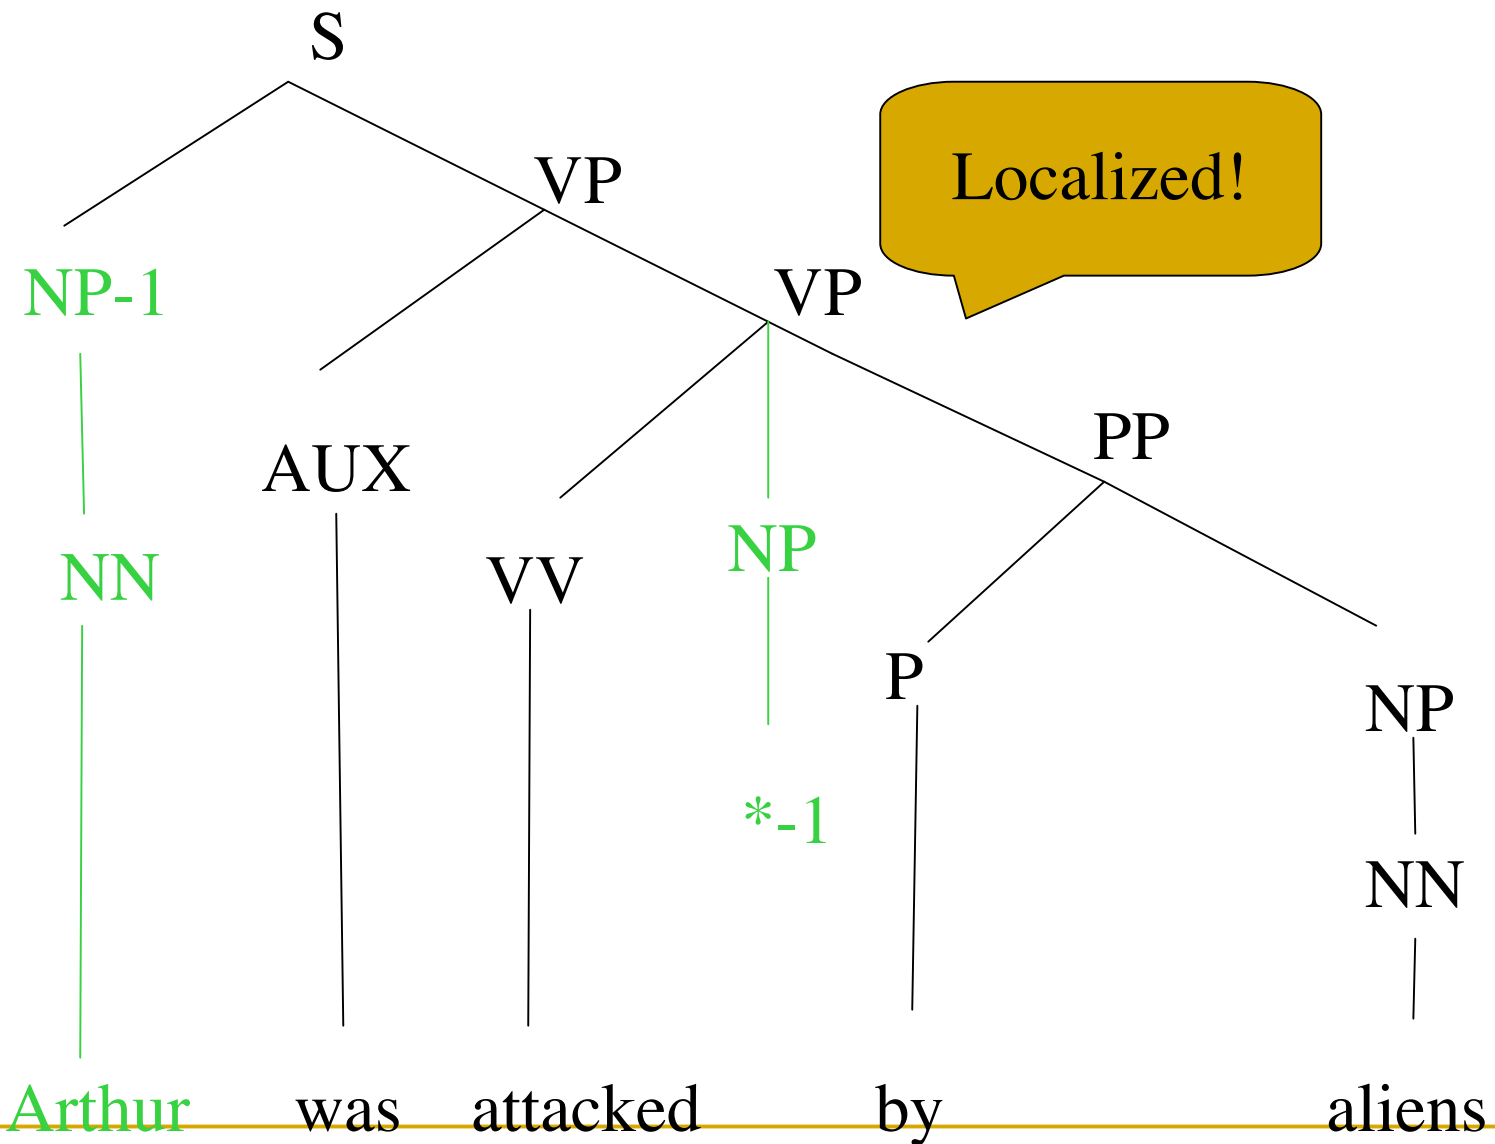 S
VP
Localized!
NP-1
VP
AUX
PP
NN
VV
NP
P
NP
*-1
NN
Arthur was attacked by aliens